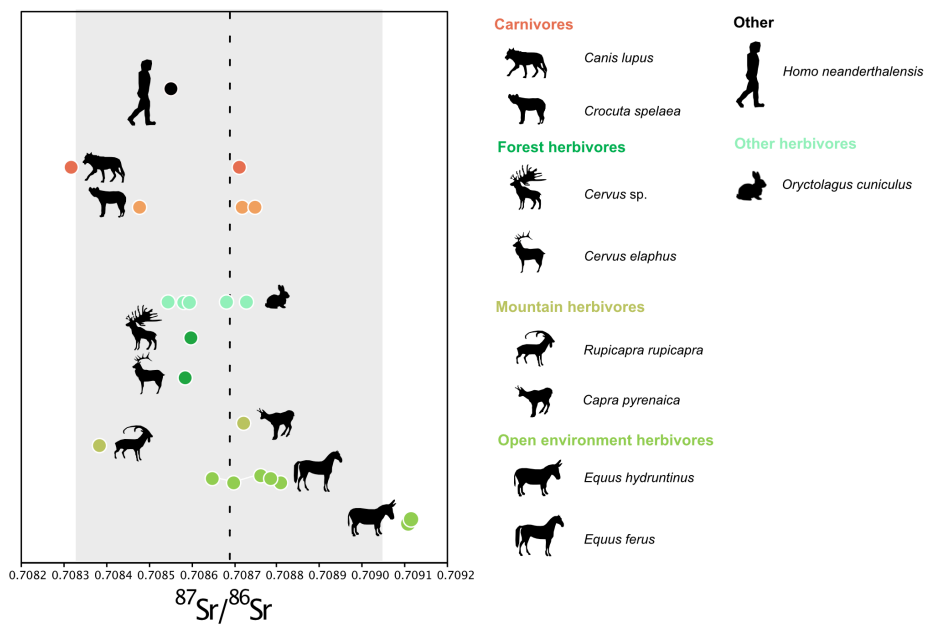 Carnivores
Canis lupus
Crocuta spelaea
Forest herbivores
Cervus sp.
Cervus elaphus
Mountain herbivores
Rupicapra rupicapra
Capra pyrenaica
Open environment herbivores
Equus hydruntinus
Equus ferus
Other
Homo neanderthalensis
Other herbivores
Oryctolagus cuniculus
0.7082 0.7083 0.7084 0.7085 0.7086 0.7087 0.7088 0.7089 0.7090 0.7091 0.7092
87Sr/86Sr